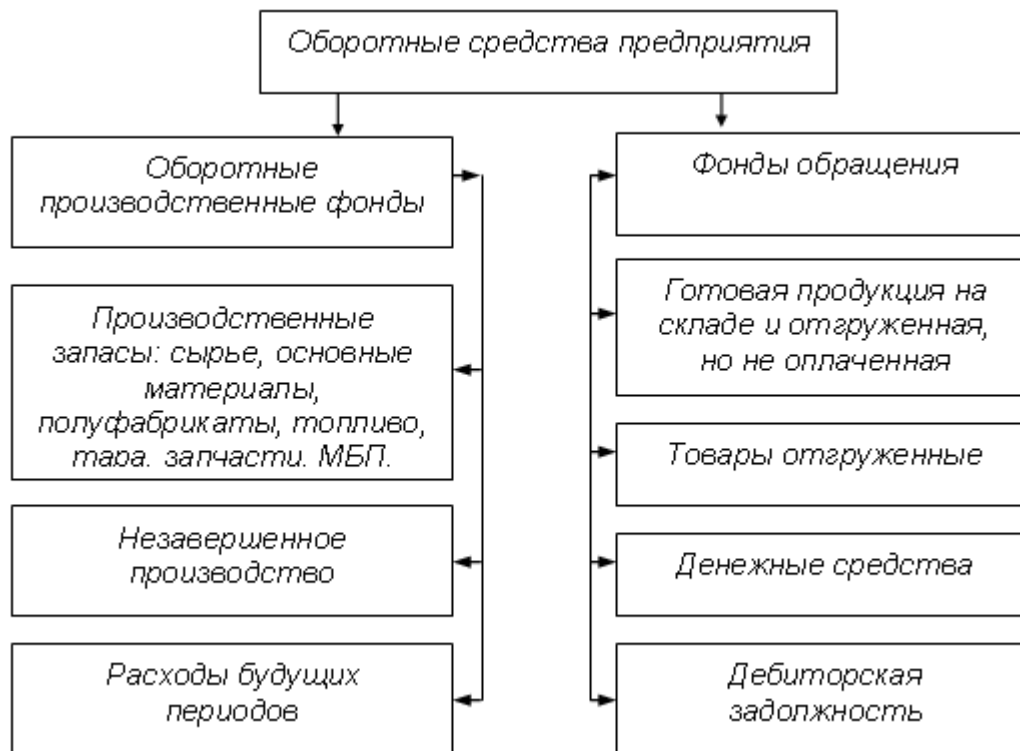 Оборотные средства предприятия
Оборотные
производственные фонды
Производственные
запасы: сырье, основные
материалы,
полуфабрикаты, топливо,
тара. запчасти. МБП.
Незавершенное
производство
Расходы будущих
периодов
Фонды обращения
Готовая продукция на
складе и отгруженная,
но не оплаченная
Товары отгруженные
Денежные средства
Дебиторская
задолжность